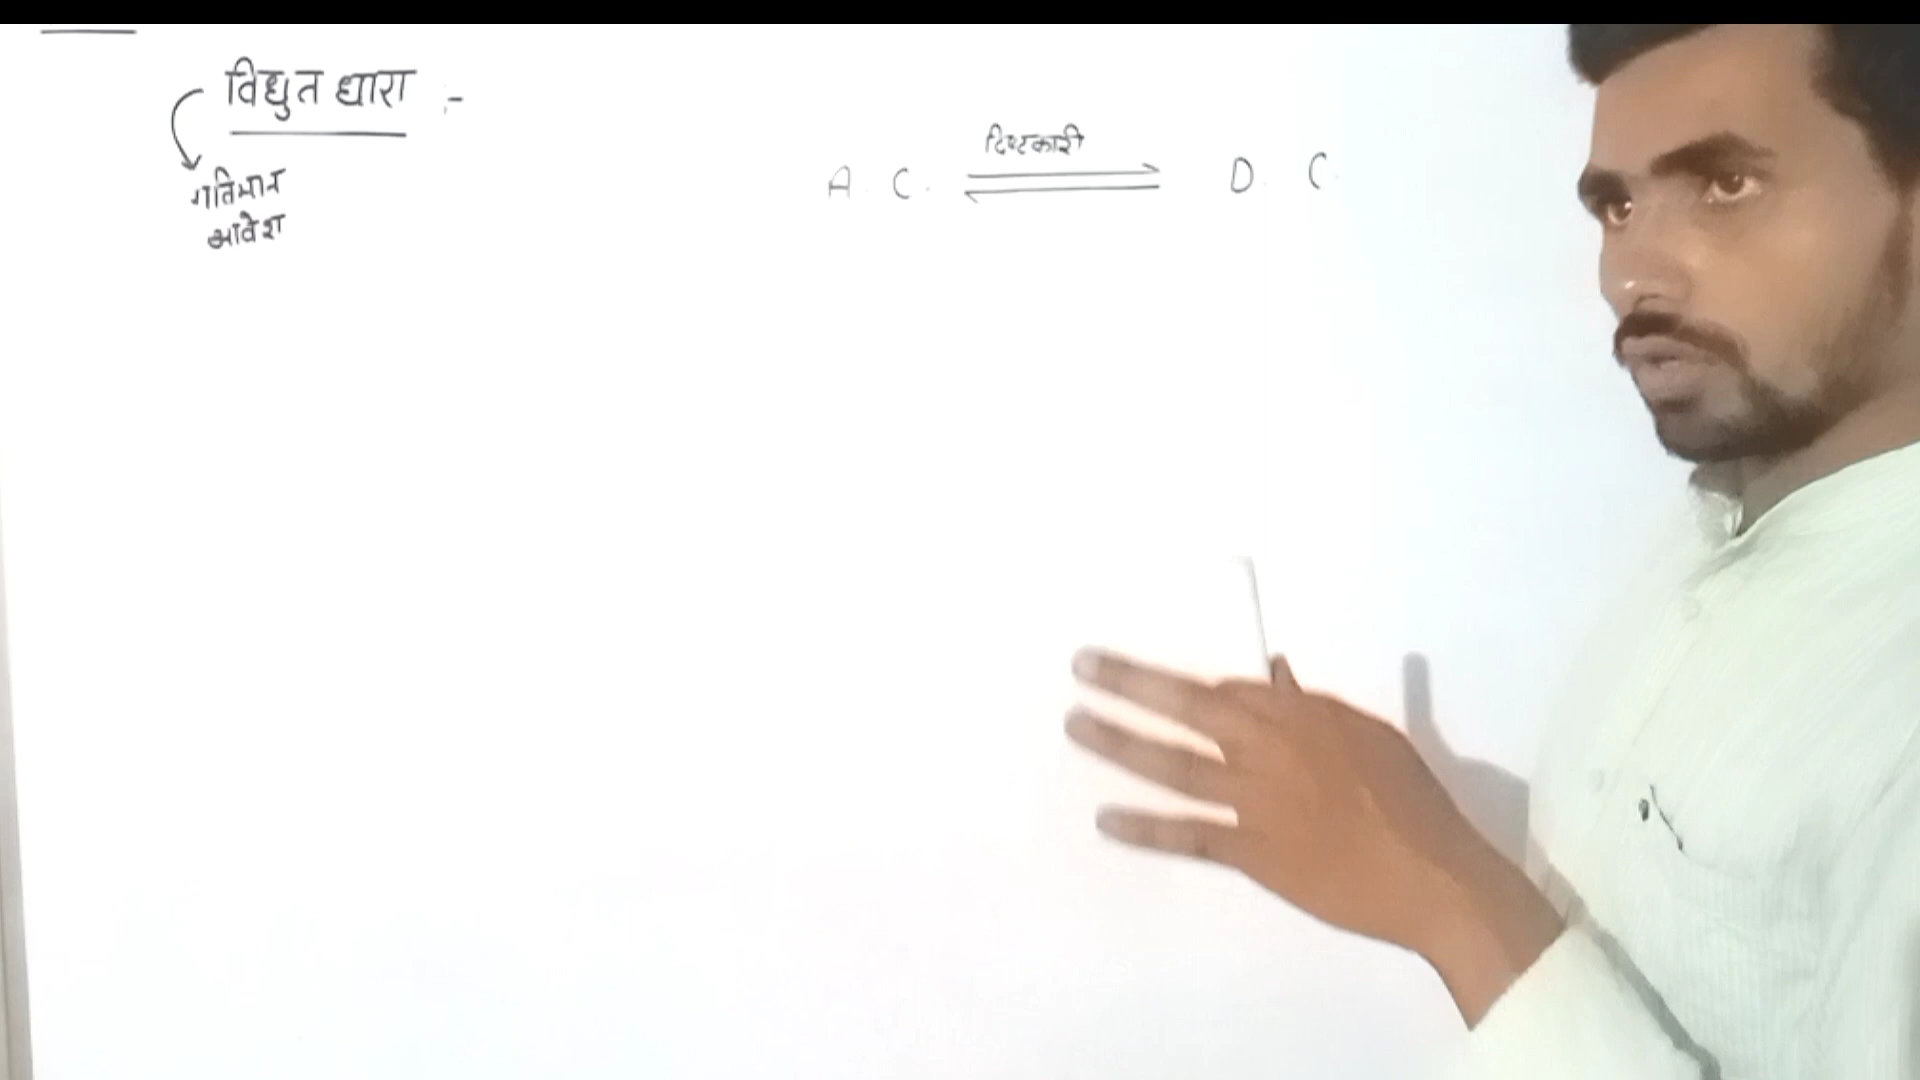 विधुत धारा :-
गतिमान
आवेश
दिष्टकारी
A. C. ⇌ D. C.